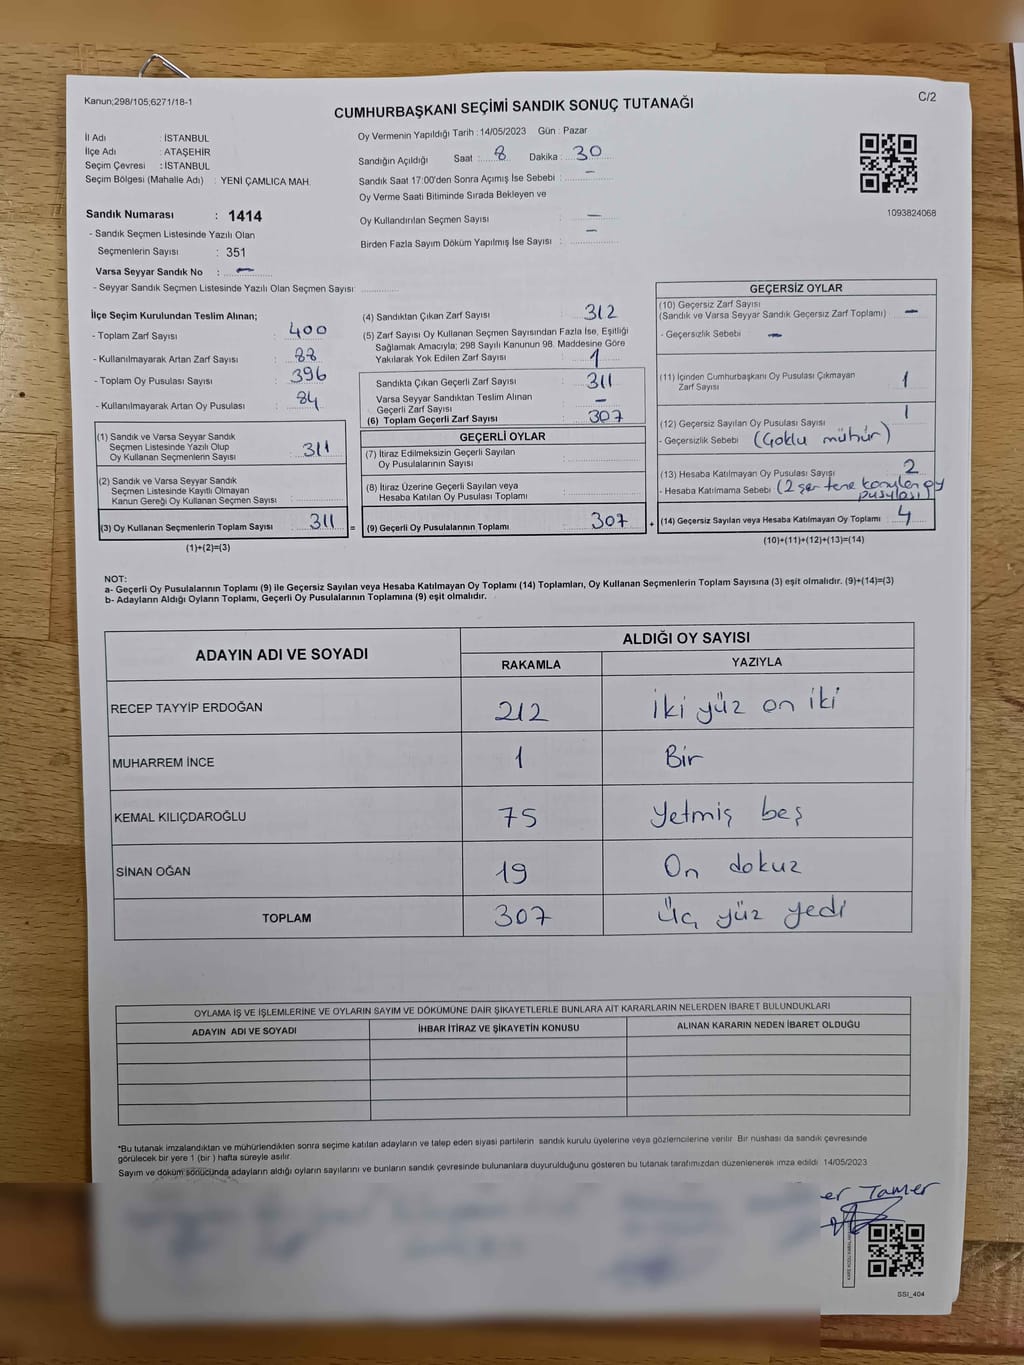 Kanun;298/105;6271/18-1
C/2
CUMHURBAŞKANI SEÇİMİ SANDIK SONUÇ TUTANAĞI
İl Adı : İSTANBUL
İlçe Adı : ATAŞEHİR
Seçim Çevresi : İSTANBUL
Seçim Bölgesi (Mahalle Adı) : YENİ ÇAMLICA MAH.
Sandık Numarası : 1414
- Sandık Seçmen Listesinde Yazılı Olan
Seçmenlerin Sayısı : 351
Varsa Seyyar Sandık No : –
- Seyyar Sandık Seçmen Listesinde Yazılı Olan Seçmen Sayısı:
Oy Vermenin Yapıldığı Tarih : 14/05/2023 Gün : Pazar
Sandığın Açıldığı Saat : 8 Dakika : 30
Sandık Saat 17:00'den Sonra Açımış İse Sebebi : –
Oy Verme Saati Bitiminde Sırada Bekleyen ve
Oy Kullandırılan Seçmen Sayısı : –
Birden Fazla Sayım Döküm Yapılmış İse Sayısı : –
1093824068
İlçe Seçim Kurulundan Teslim Alınan;
- Toplam Zarf Sayısı : 400
- Kullanılmayarak Artan Zarf Sayısı : 88
- Toplam Oy Pusulası Sayısı : 396
- Kullanılmayarak Artan Oy Pusulası : 84
(1) Sandık ve Varsa Seyyar Sandık
Seçmen Listesinde Yazılı Olup
Oy Kullanan Seçmenlerin Sayısı : 311
(2) Sandık ve Varsa Seyyar Sandık
Seçmen Listesinde Kayıtlı Olmayan
Kanun Gereği Oy Kullanan Seçmen Sayısı :
(3) Oy Kullanan Seçmenlerin Toplam Sayısı : 311 =
(1)+(2)=(3)
(4) Sandıktan Çıkan Zarf Sayısı : 312
(5) Zarf Sayısı Oy Kullanan Seçmen Sayısından Fazla İse, Eşitliği
Sağlamak Amacıyla; 298 Sayılı Kanunun 98. Maddesine Göre
Yakılarak Yok Edilen Zarf Sayısı : 1
Sandıkta Çıkan Geçerli Zarf Sayısı : 311
Varsa Seyyar Sandıktan Teslim Alınan
Geçerli Zarf Sayısı : –
(6) Toplam Geçerli Zarf Sayısı : 307
GEÇERLİ OYLAR
(7) İtiraz Edilmeksizin Geçerli Sayılan
Oy Pusulalarının Sayısı :
(8) İtiraz Üzerine Geçerli Sayılan veya
Hesaba Katılan Oy Pusulası Toplamı :
(9) Geçerli Oy Pusulalarının Toplamı : 307 +
GEÇERSİZ OYLAR
(10) Geçersiz Zarf Sayısı
(Sandık ve Varsa Seyyar Sandık Geçersiz Zarf Toplamı) : –
- Geçersizlik Sebebi : –
(11) İçinden Cumhurbaşkanı Oy Pusulası Çıkmayan
Zarf Sayısı : 1
(12) Geçersiz Sayılan Oy Pusulası Sayısı : 1
- Geçersizlik Sebebi (Çoklu mühür)
(13) Hesaba Katılmayan Oy Pusulası Sayısı 2
- Hesaba Katılmama Sebebi (2 şer tene konulan oy
pusulası)
(14) Geçersiz Sayılan veya Hesaba Katılmayan Oy Toplamı : 4
(10)+(11)+(12)+(13)=(14)
NOT:
a- Geçerli Oy Pusulalarının Toplamı (9) ile Geçersiz Sayılan veya Hesaba Katılmayan Oy Toplamı (14) Toplamları, Oy Kullanan Seçmenlerin Toplam Sayısına (3) eşit olmalıdır. (9)+(14)=(3)
b- Adayların Aldığı Oyların Toplamı, Geçerli Oy Pusulalarının Toplamına (9) eşit olmalıdır.
ADAYIN ADI VE SOYADI
ALDIĞI OY SAYISI
RAKAMLA YAZIYLA
RECEP TAYYİP ERDOĞAN 212 İki yüz on iki
MUHARREM İNCE 1 Bir
KEMAL KILIÇDAROĞLU 75 Yetmiş beş
SİNAN OĞAN 19 On dokuz
TOPLAM 307 Üç yüz yedi
OYLAMA İŞ VE İŞLEMLERİNE VE OYLARIN SAYIM VE DÖKÜMÜNE DAİR ŞİKAYETLERLE BUNLARA AİT KARARLARIN NELERDEN İBARET BULUNDUKLARI
ADAYIN ADI VE SOYADI İHBAR İTİRAZ VE ŞİKAYETİN KONUSU ALINAN KARARIN NEDEN İBARET OLDUĞU
*Bu tutanak imzalandıktan ve mühürlendikten sonra seçime katılan adayların ve talep eden siyasi partilerin sandık kurulu üyelerine veya gözlemcilerine verilir. Bir nüshası da sandık çevresinde
görülecek bir yere 1 (bir) hafta süreyle asılır.
Sayım ve döküm sonucunda adayların aldığı oyların sayılarını ve bunların sandık çevresinde bulunanlara duyurulduğunu gösteren bu tutanak tarafımızdan düzenlenerek imza edildi. 14/05/2023
er Tamer
SSI_404